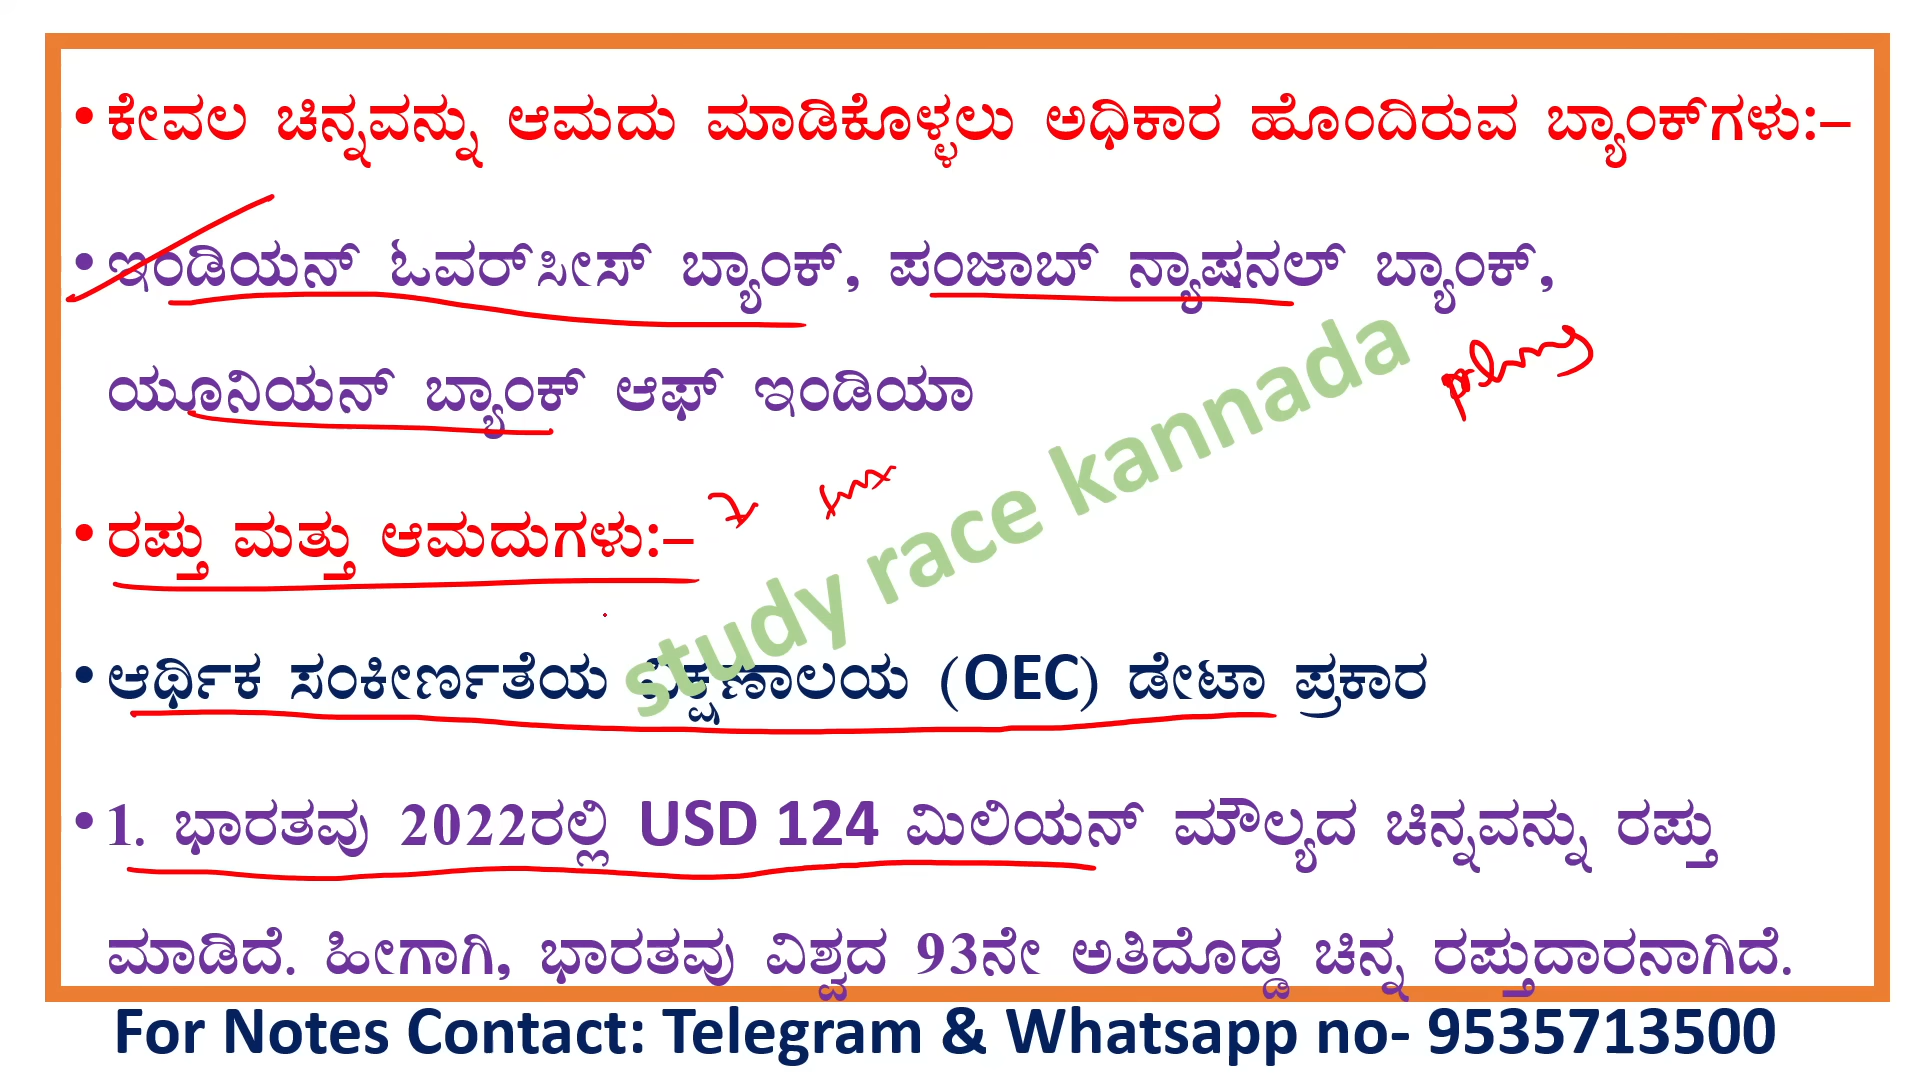 • ಕೇವಲ ಚಿನ್ನವನ್ನು ಆಮದು ಮಾಡಿಕೊಳ್ಳಲು ಅಧಿಕಾರ ಹೊಂದಿರುವ ಬ್ಯಾಂಕ್‌ಗಳು:–
• ಇಂಡಿಯನ್ ಓವರ್‌ಸೀಸ್ ಬ್ಯಾಂಕ್, ಪಂಜಾಬ್ ನ್ಯಾಷನಲ್ ಬ್ಯಾಂಕ್,
ಯೂನಿಯನ್ ಬ್ಯಾಂಕ್ ಆಫ್ ಇಂಡಿಯಾ
• ರಫ್ತು ಮತ್ತು ಆಮದುಗಳು:–
study race kannada
• ಆರ್ಥಿಕ ಸಂಕೀರ್ಣತೆಯ ವೀಕ್ಷಣಾಲಯ (OEC) ಡೇಟಾ ಪ್ರಕಾರ
• 1. ಭಾರತವು 2022ರಲ್ಲಿ USD 124 ಮಿಲಿಯನ್ ಮೌಲ್ಯದ ಚಿನ್ನವನ್ನು ರಫ್ತು
ಮಾಡಿದೆ. ಹೀಗಾಗಿ, ಭಾರತವು ವಿಶ್ವದ 93ನೇ ಅತಿದೊಡ್ಡ ಚಿನ್ನ ರಫ್ತುದಾರನಾಗಿದೆ.
For Notes Contact: Telegram & Whatsapp no- 9535713500